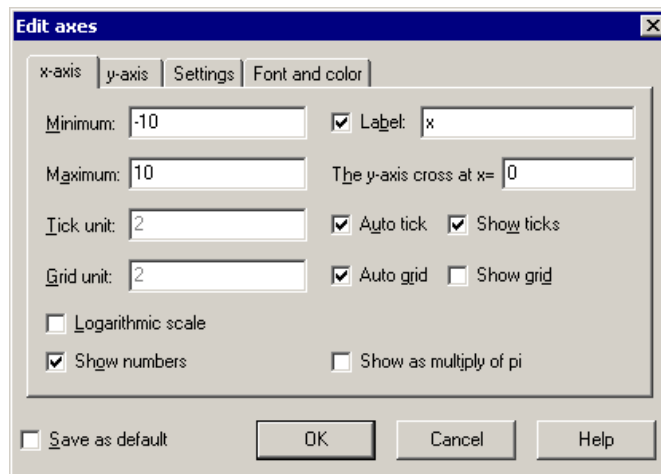 Edit axes
x-axis y-axis Settings Font and color
Minimum: -10 Label: x
Maximum: 10 The y-axis cross at x= 0
Tick unit: 2 Auto tick Show ticks
Grid unit: 2 Auto grid Show grid
Logarithmic scale
Show numbers Show as multiply of pi
Save as default OK Cancel Help